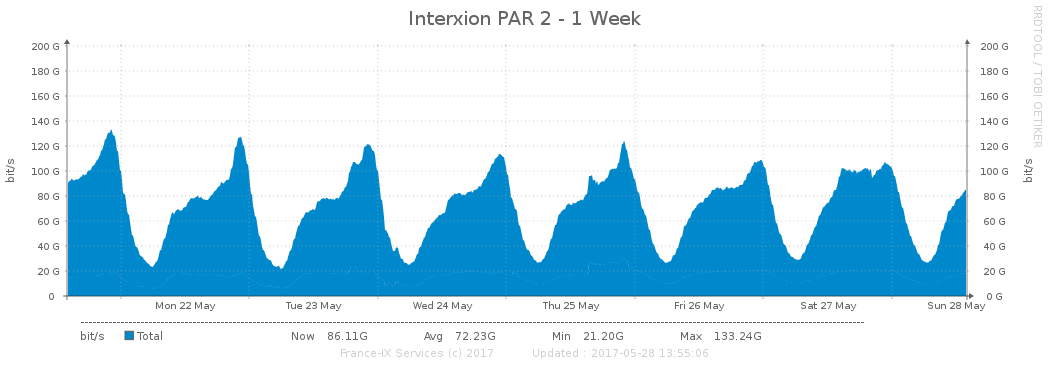 Interxion PAR 2 - 1 Week
RRDTOOL / TOBI OETIKER
200 G 200 G
180 G 180 G
160 G 160 G
140 G 140 G
120 G 120 G
100 G 100 G
80 G 80 G
60 G 60 G
40 G 40 G
20 G 20 G
0 0 G
bit/s bit/s
Mon 22 May Tue 23 May Wed 24 May Thu 25 May Fri 26 May Sat 27 May Sun 28 May
bit/s Total Now 86.11G Avg 72.23G Min 21.20G Max 133.24G
France-IX Services (c) 2017 Updated : 2017-05-28 13:55:06